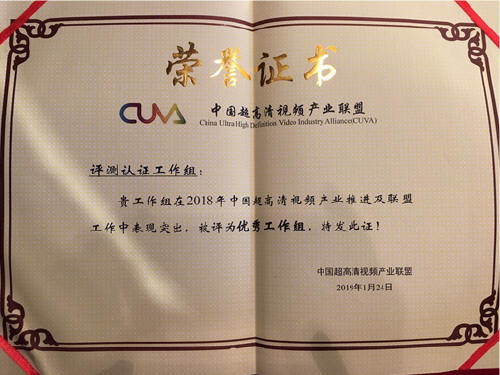 荣誉证书
CUVA 中国超高清视频产业联盟
China Ultra High Definition Video Industry Alliance(CUVA)
评测认证工作组：
贵工作组在2018年中国超高清视频产业推进及联盟
工作中表现突出，被评为优秀工作组，特发此证！
中国超高清视频产业联盟
2019年1月24日